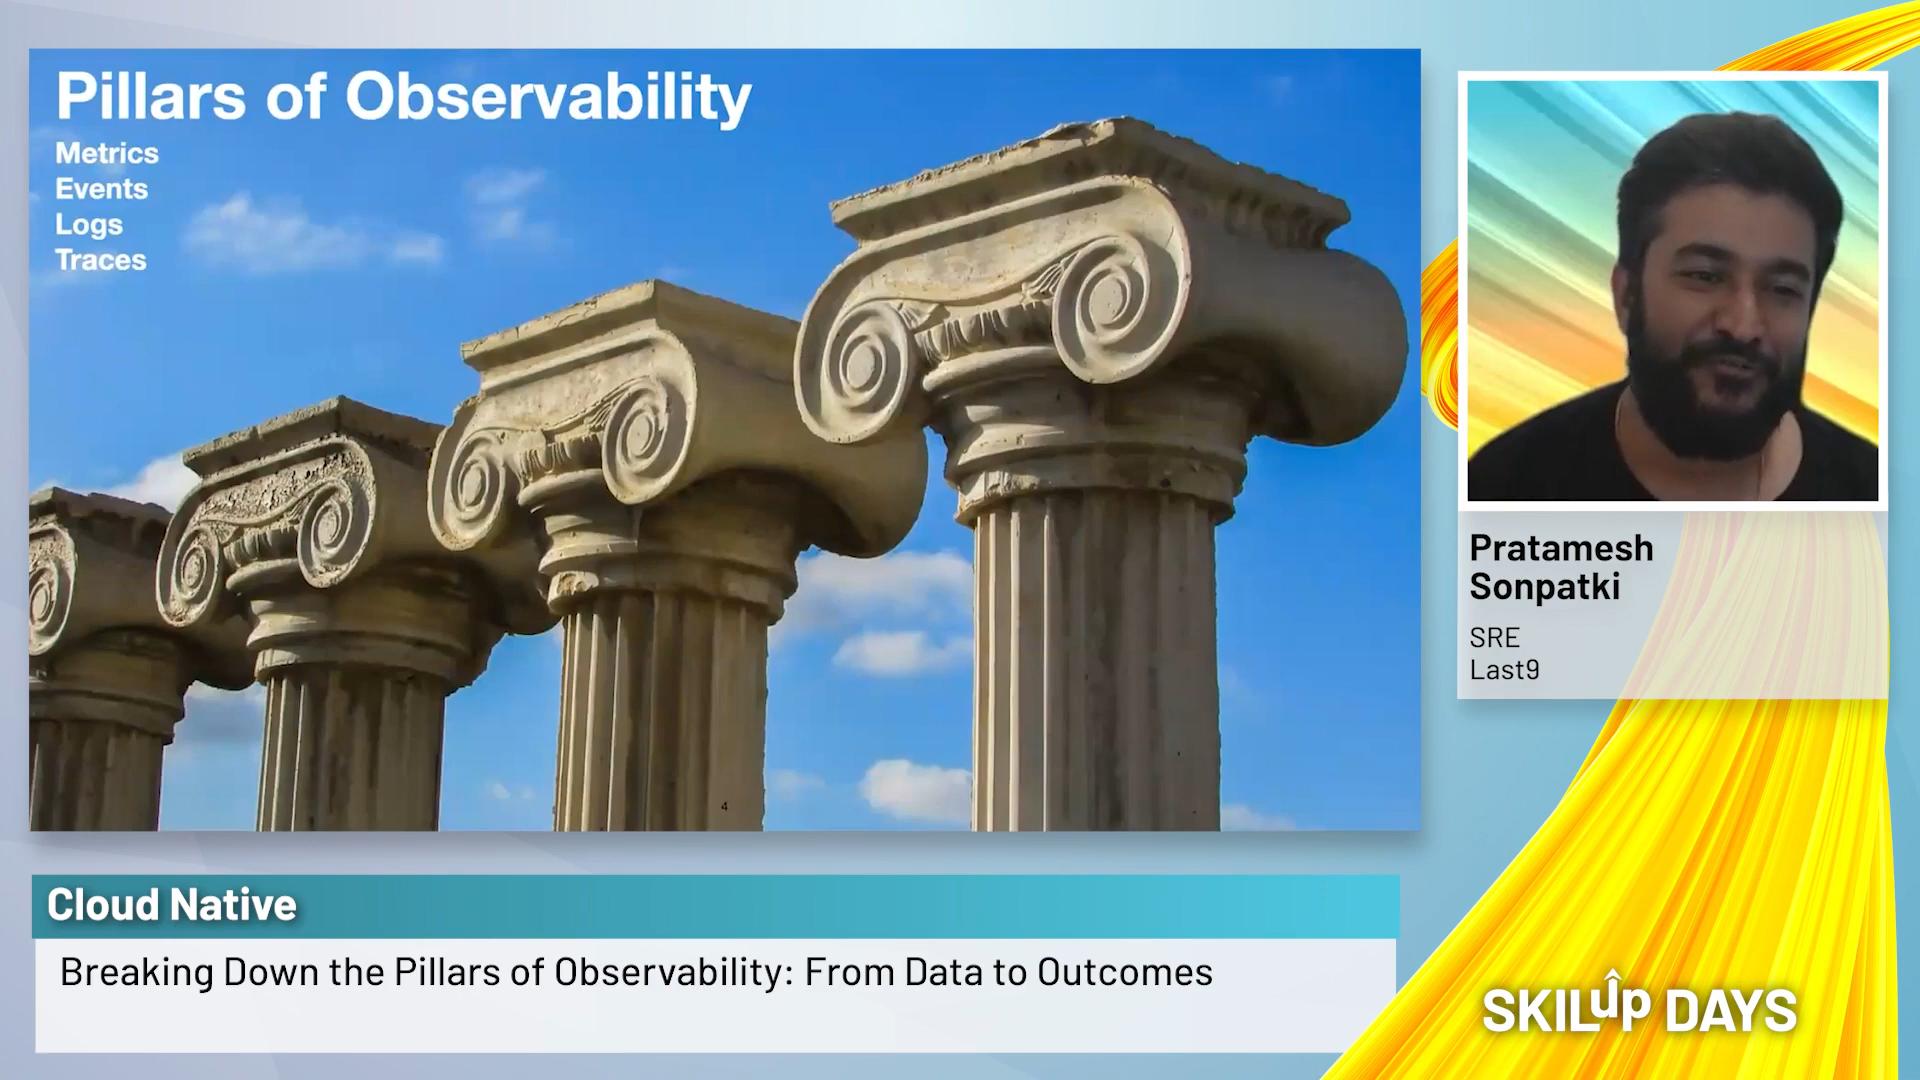 Pillars of Observability
Metrics
Events
Logs
Traces
4
Pratamesh
Sonpatki
SRE
Last9
Cloud Native
Breaking Down the Pillars of Observability: From Data to Outcomes
SKILup DAYS